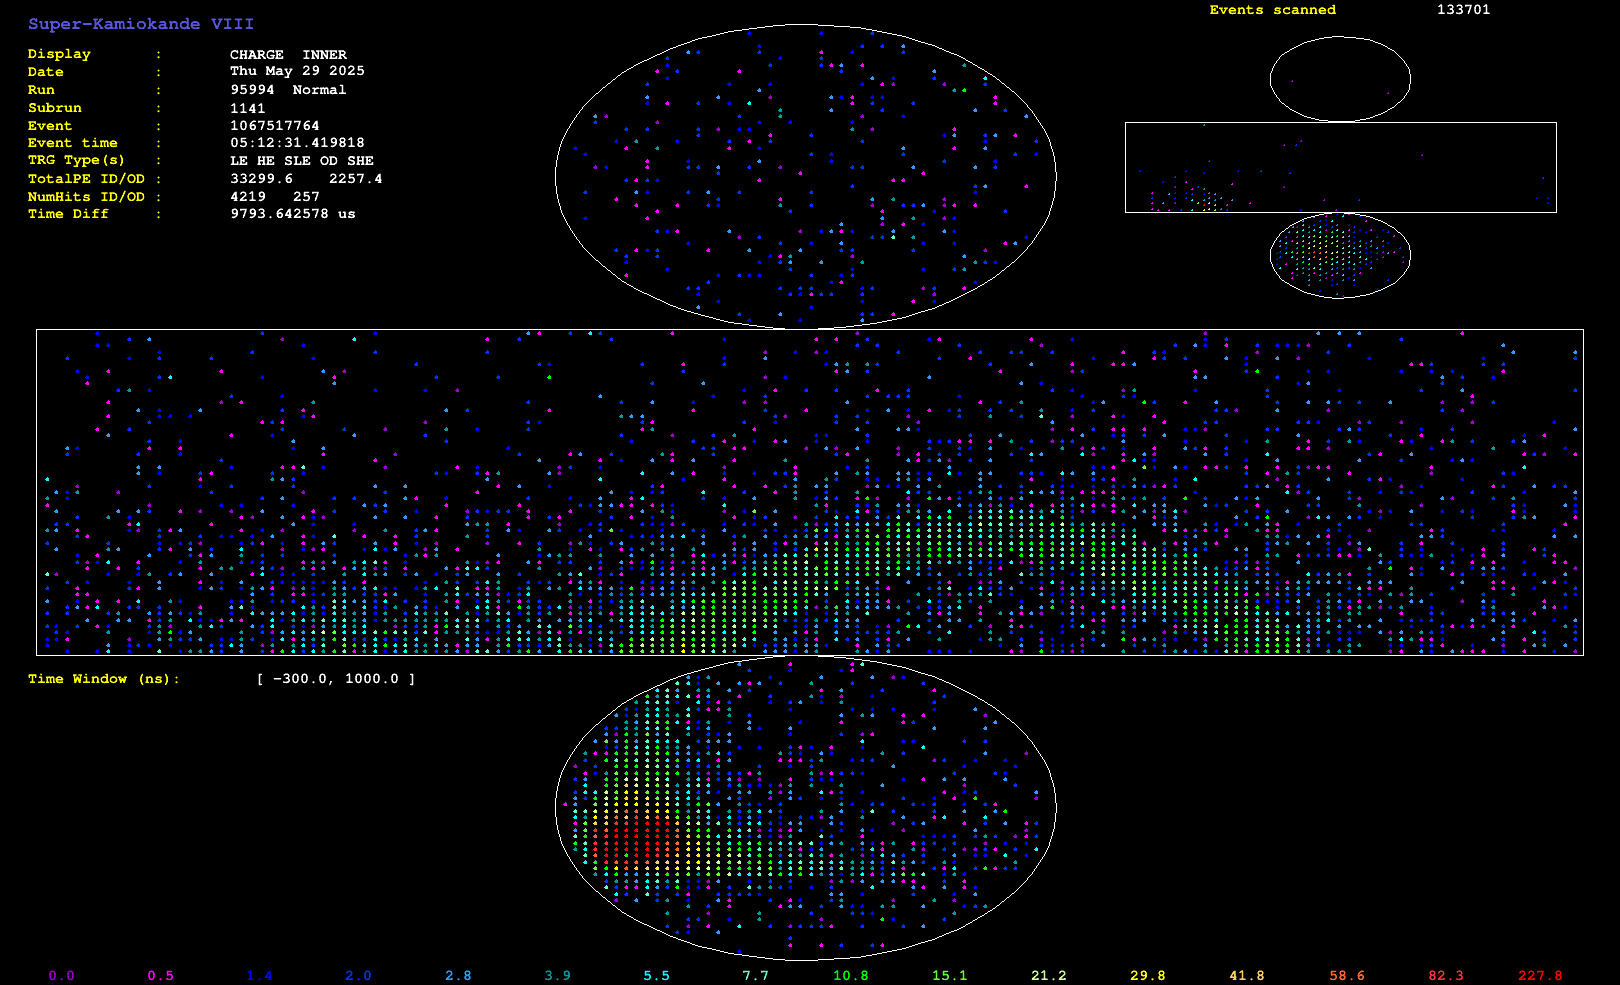 Super-Kamiokande VIII
Events scanned 133701
Display : CHARGE INNER
Date : Thu May 29 2025
Run : 95994 Normal
Subrun : 1141
Event : 1067517764
Event time : 05:12:31.419818
TRG Type(s) : LE HE SLE OD SHE
TotalPE ID/OD : 33299.6 2257.4
NumHits ID/OD : 4219 257
Time Diff : 9793.642578 us
Time Window (ns): [ -300.0, 1000.0 ]
0.0 0.5 1.4 2.0 2.8 3.9 5.5 7.7 10.8 15.1 21.2 29.8 41.8 58.6 82.3 227.8